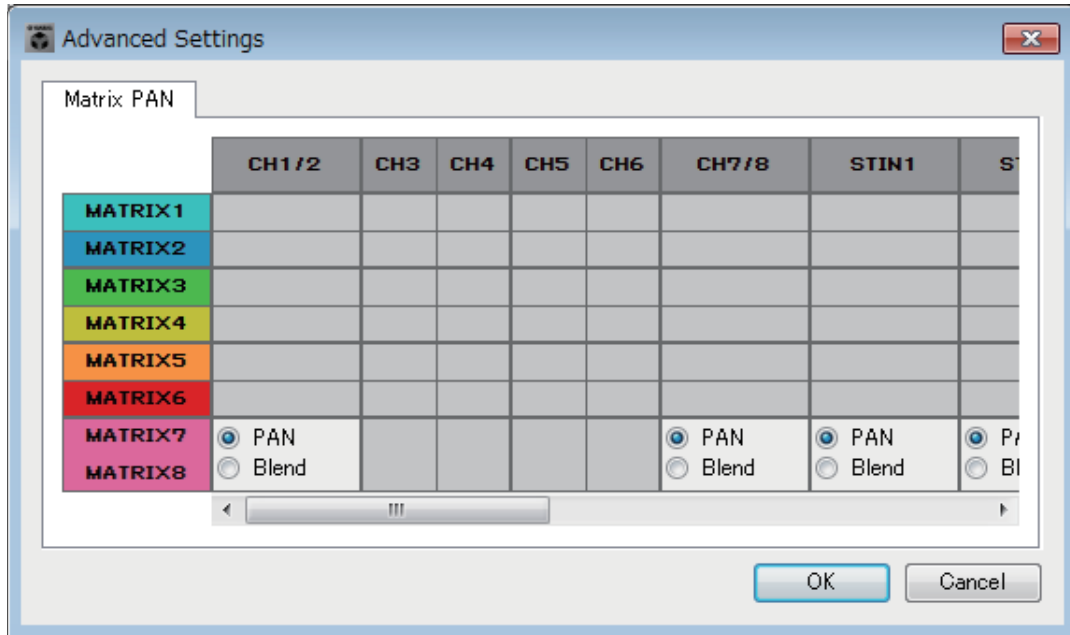 Advanced Settings
Matrix PAN
CH1/2 CH3 CH4 CH5 CH6 CH7/8 STIN1
MATRIX1
MATRIX2
MATRIX3
MATRIX4
MATRIX5
MATRIX6
MATRIX7 PAN PAN PAN
MATRIX8 Blend Blend Blend
OK Cancel